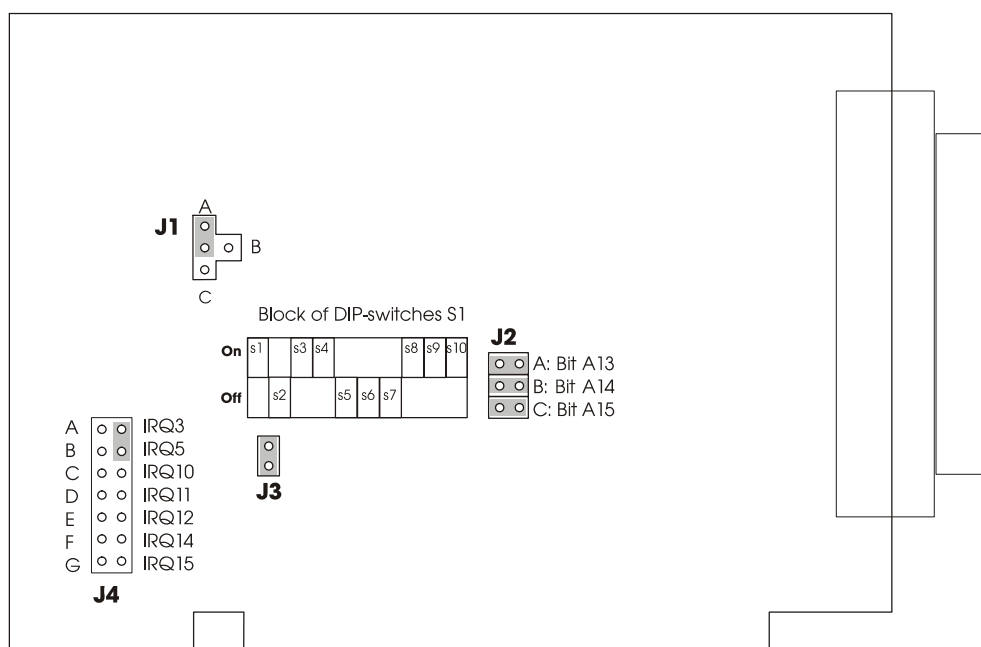 A
J1
B
C
Block of DIP-switches S1
On s1 s3 s4 s8 s9 s10
Off s2 s5 s6 s7
J2
A: Bit A13
B: Bit A14
C: Bit A15
J3
A IRQ3
B IRQ5
C IRQ10
D IRQ11
E IRQ12
F IRQ14
G IRQ15
J4